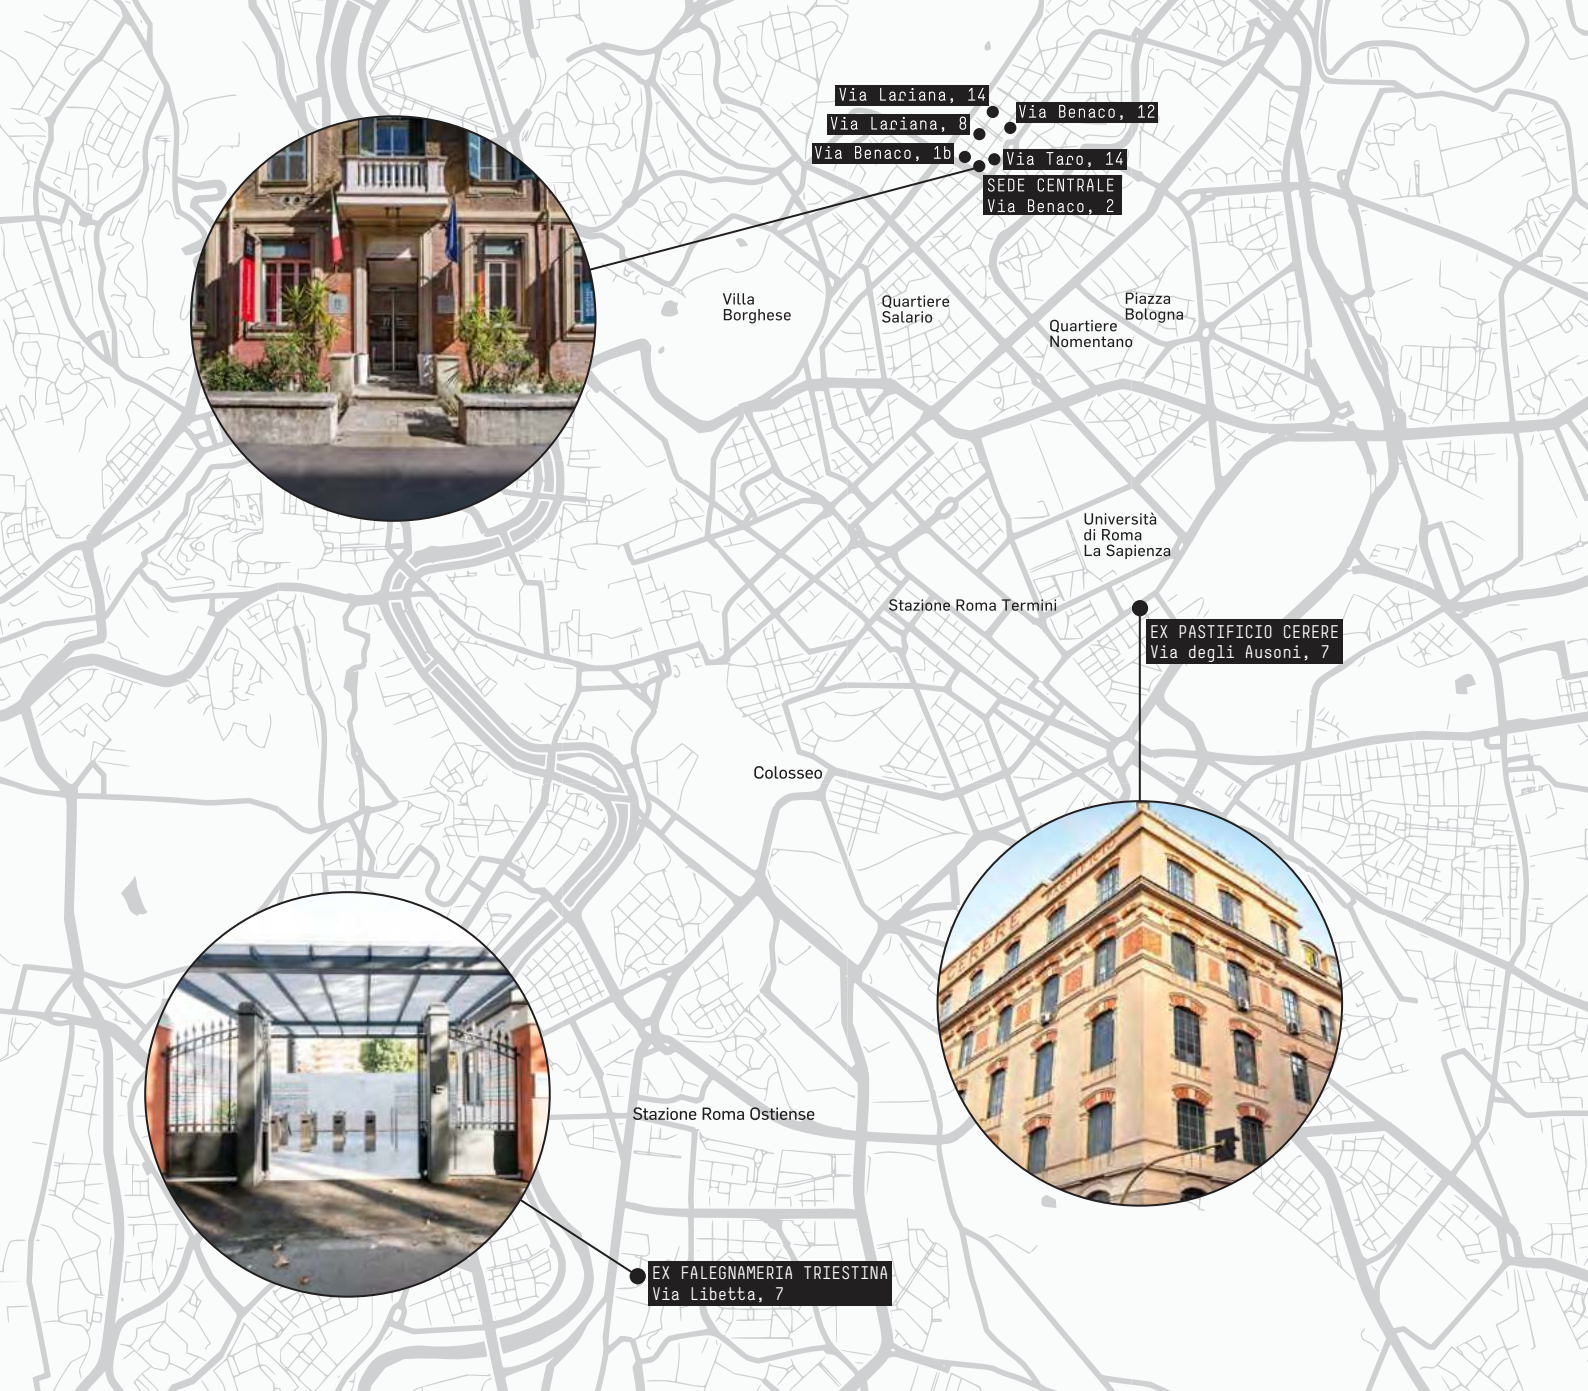 Via Lariana, 14
Via Benaco, 12
Via Lariana, 8
Via Benaco, 1b
Via Taro, 14
SEDE CENTRALE
Via Benaco, 2
Villa
Borghese
Quartiere
Salario
Piazza
Bologna
Quartiere
Nomentano
Università
di Roma
La Sapienza
Stazione Roma Termini
EX PASTIFICIO CERERE
Via degli Ausoni, 7
Colosseo
CERERE
Stazione Roma Ostiense
EX FALEGNAMERIA TRIESTINA
Via Libetta, 7